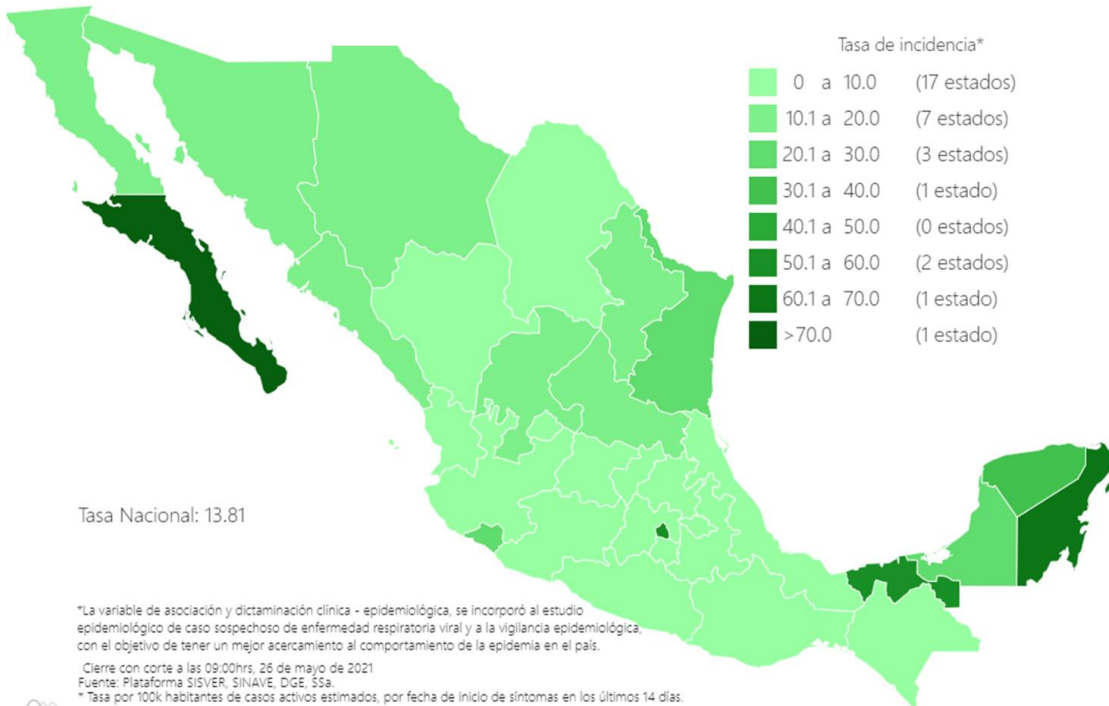 Tasa de incidencia*
0 a 10.0 (17 estados)
10.1 a 20.0 (7 estados)
20.1 a 30.0 (3 estados)
30.1 a 40.0 (1 estado)
40.1 a 50.0 (0 estados)
50.1 a 60.0 (2 estados)
60.1 a 70.0 (1 estado)
>70.0 (1 estado)
Tasa Nacional: 13.81
*La variable de asociación y dictaminación clínica - epidemiológica, se incorporó al estudio
epidemiológico de caso sospechoso de enfermedad respiratoria viral y a la vigilancia epidemiológica,
con el objetivo de tener un mejor acercamiento al comportamiento de la epidemia en el país.
Cierre con corte a las 09:00hrs, 26 de mayo de 2021
Fuente: Plataforma SISVER, SINAVE, DGE, SSa.
* Tasa por 100k habitantes de casos activos estimados, por fecha de inicio de síntomas en los últimos 14 días.